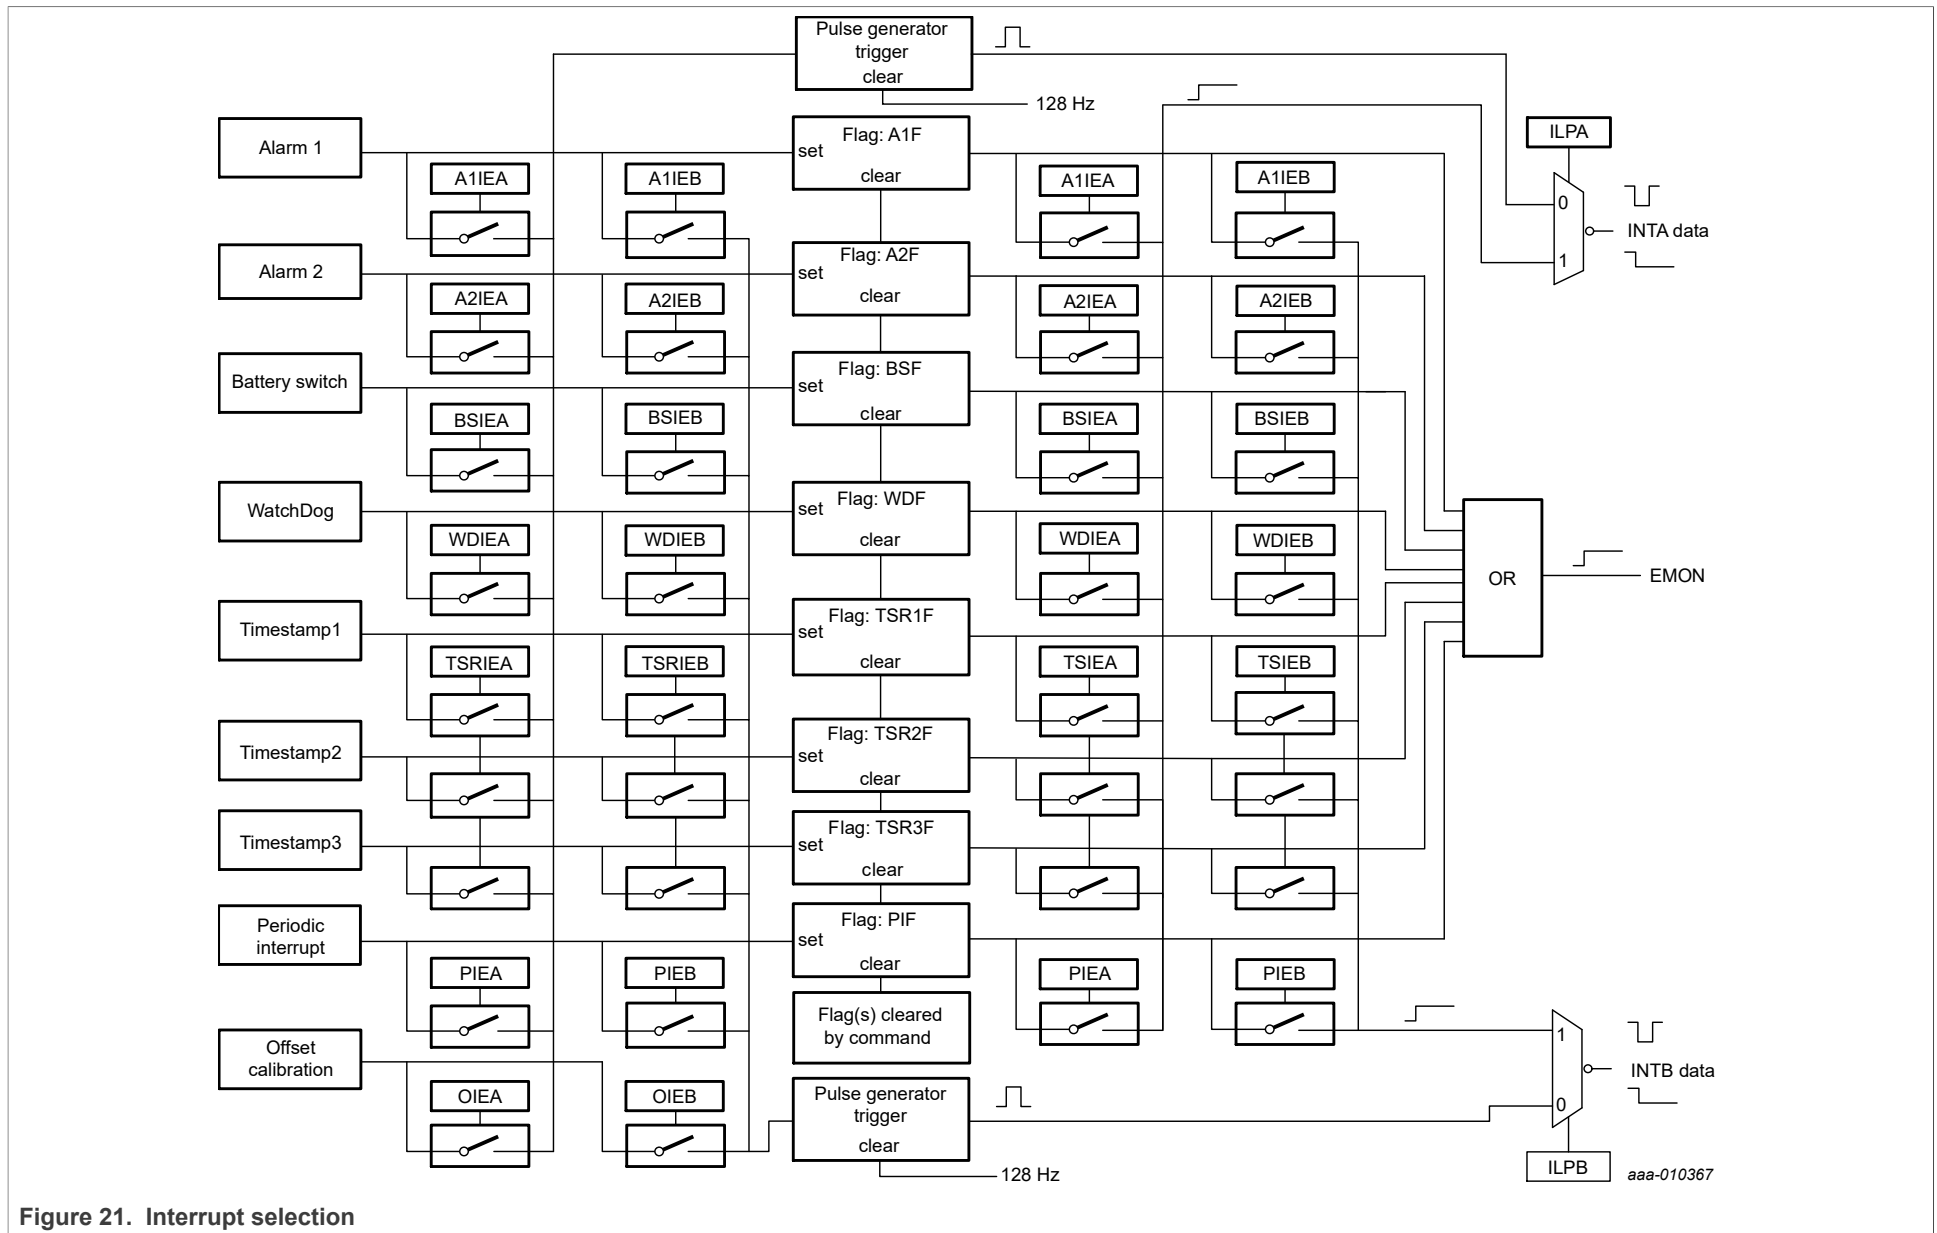 Pulse generator
trigger
clear
128 Hz
Alarm 1
Flag: A1F
set
clear
ILPA
A1IEA
A1IEB
A1IEA
A1IEB
0
INTA data
1
Alarm 2
Flag: A2F
set
clear
A2IEA
A2IEB
A2IEA
A2IEB
Battery switch
Flag: BSF
set
clear
BSIEA
BSIEB
BSIEA
BSIEB
WatchDog
Flag: WDF
set
clear
WDIEA
WDIEB
WDIEA
WDIEB
OR
EMON
Timestamp1
Flag: TSR1F
set
clear
TSRIEA
TSRIEB
TSIEA
TSIEB
Timestamp2
Flag: TSR2F
set
clear
Timestamp3
Flag: TSR3F
set
clear
Periodic
interrupt
Flag: PIF
set
clear
PIEA
PIEB
PIEA
PIEB
Flag(s) cleared
by command
Offset
calibration
1
INTB data
0
OIEA
OIEB
Pulse generator
trigger
clear
128 Hz
ILPB
aaa-010367
Figure 21. Interrupt selection